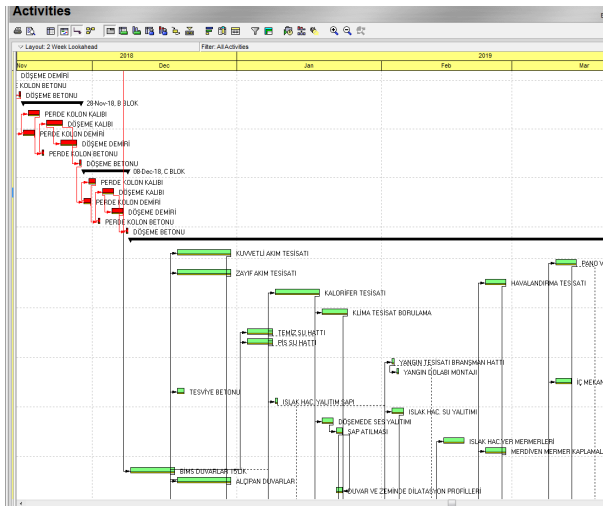 Activities
Layout: 2 Week Lookahead
Filter: All Activities
2018
2019
Nov
Dec
Jan
Feb
Mar
DÖŞEME DEMİRİ
KOLON BETONU
DÖŞEME BETONU
28-Nov-18, B BLOK
PERDE KOLON KALIBI
DÖŞEME KALIBI
PERDE KOLON DEMİRİ
DÖŞEME DEMİRİ
PERDE KOLON BETONU
DÖŞEME BETONU
08-Dec-18, C BLOK
PERDE KOLON KALIBI
DÖŞEME KALIBI
PERDE KOLON DEMİRİ
DÖŞEME DEMİRİ
PERDE KOLON BETONU
DÖŞEME BETONU
KUVVETLİ AKIM TESİSATI
PANO V
ZAYIF AKIM TESİSATI
HAVALANDIRMA TESİSATI
KALORİFER TESİSATI
KLİMA TESİSAT BORULAMA
TEMİZ SU HATTI
PİS SU HATTI
YANGIN TESİSATI BRANŞMAN HATTI
YANGIN DOLABI MONTAJI
İÇ MEKAN
TESVİYE BETONU
ISLAK HAC. YALITIM ŞAPI
ISLAK HAC. SU YALITIMI
DÖŞEMEDE SES YALITIMI
ŞAP ATILMASI
ISLAK HAC.YER MERMERLERİ
MERDİVEN MERMER KAPLAMAL
BİMS DUVARLAR 15LİK
ALÇIPAN DUVARLAR
DUVAR VE ZEMİNDE DİLATASYON PROFİLLERİ